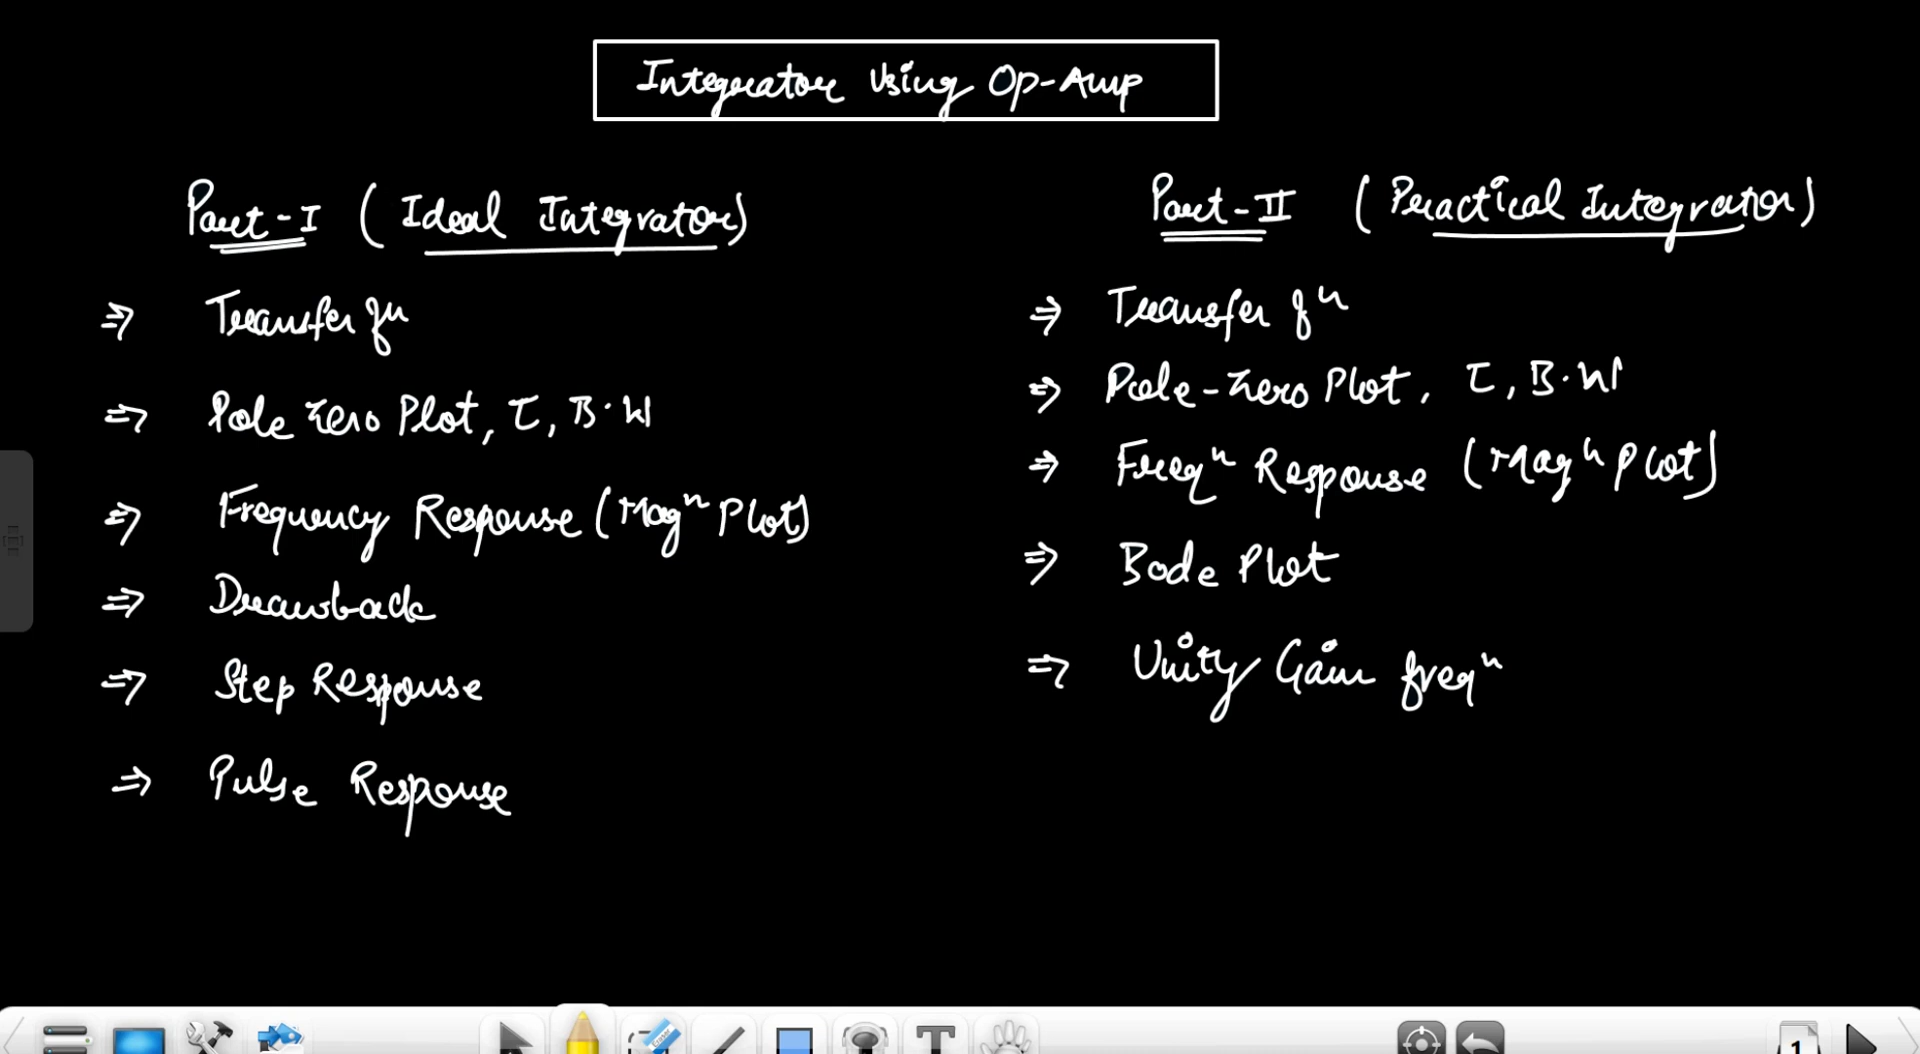 Integrator Using Op-Amp
Part-I (Ideal Integrator)
⇒ Transfer fn
⇒ Pole Zero Plot, τ, B.W
⇒ Frequency Response (Magⁿ Plot)
⇒ Drawback
⇒ Step Response
⇒ Pulse Response
Part-II (Practical Integrator)
⇒ Transfer fⁿ
⇒ Pole-Zero Plot, τ, B.W
⇒ Freqⁿ Response (Magⁿ Plot)
⇒ Bode Plot
⇒ Unity Gain freqⁿ
T
1